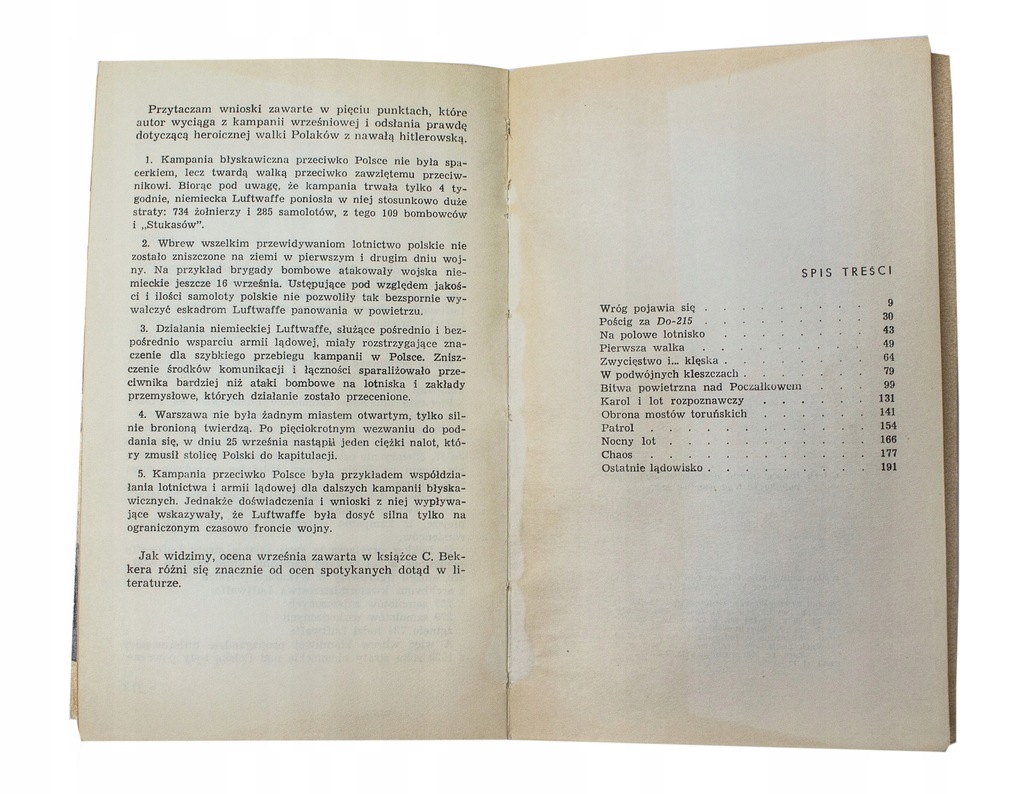 Przytaczam wnioski zawarte w pięciu punktach, które
autor wyciąga z kampanii wrześniowej i odsłania prawdę
dotyczącą heroicznej walki Polaków z nawałą hitlerowską.
1. Kampania błyskawiczna przeciwko Polsce nie była spa-
cerkiem, lecz twardą walką przeciwko zawziętemu przeciw-
nikowi. Biorąc pod uwagę, że kampania trwała tylko 4 ty-
godnie, niemiecka Luftwaffe poniosła w niej stosunkowo duże
straty: 734 żołnierzy i 285 samolotów, z tego 109 bombowców
i „Stukasów”.
2. Wbrew wszelkim przewidywaniom lotnictwo polskie nie
zostało zniszczone na ziemi w pierwszym i drugim dniu woj-
ny. Na przykład brygady bombowe atakowały wojska nie-
mieckie jeszcze 16 września. Ustępujące pod względem jakoś-
ci i ilości samoloty polskie nie pozwoliły tak bezspornie wy-
walczyć eskadrom Luftwaffe panowania w powietrzu.
3. Działania niemieckiej Luftwaffe, służące pośrednio i bez-
pośrednio wsparciu armii lądowej, miały rozstrzygające zna-
czenie dla szybkiego przebiegu kampanii w Polsce. Znisz-
czenie środków komunikacji i łączności sparaliżowało prze-
ciwnika bardziej niż ataki bombowe na lotniska i zakłady
przemysłowe, których działanie zostało przecenione.
4. Warszawa nie była żadnym miastem otwartym, tylko sil-
nie bronioną twierdzą. Po pięciokrotnym wezwaniu do pod-
dania się, w dniu 25 września nastąpił jeden ciężki nalot, któ-
ry zmusił stolicę Polski do kapitulacji.
5. Kampania przeciwko Polsce była przykładem współdzia-
łania lotnictwa i armii lądowej dla dalszych kampanii błyska-
wicznych. Jednakże doświadczenia i wnioski z niej wypływa-
jące wskazywały, że Luftwaffe była dosyć silna tylko na
ograniczonym czasowo froncie wojny.
Jak widzimy, ocena września zawarta w książce C. Bek-
kera różni się znacznie od ocen spotykanych dotąd w li-
teraturze.
SPIS TREŚCI
Wróg pojawia się . . . . . . . . 9
Pościg za Do-215 . . . . . . . . 30
Na polowe lotnisko . . . . . . . . 43
Pierwsza walka . . . . . . . . 49
Zwycięstwo i... klęska . . . . . . . . 64
W podwójnych kleszczach . . . . . . . 79
Bitwa powietrzna nad Poczałkowem . . . 99
Karol i lot rozpoznawczy . . . . . . 131
Obrona mostów toruńskich . . . . . . 141
Patrol . . . . . . . . . . 154
Nocny lot . . . . . . . . . . 166
Chaos . . . . . . . . . . 177
Ostatnie lądowisko . . . . . . . . 191